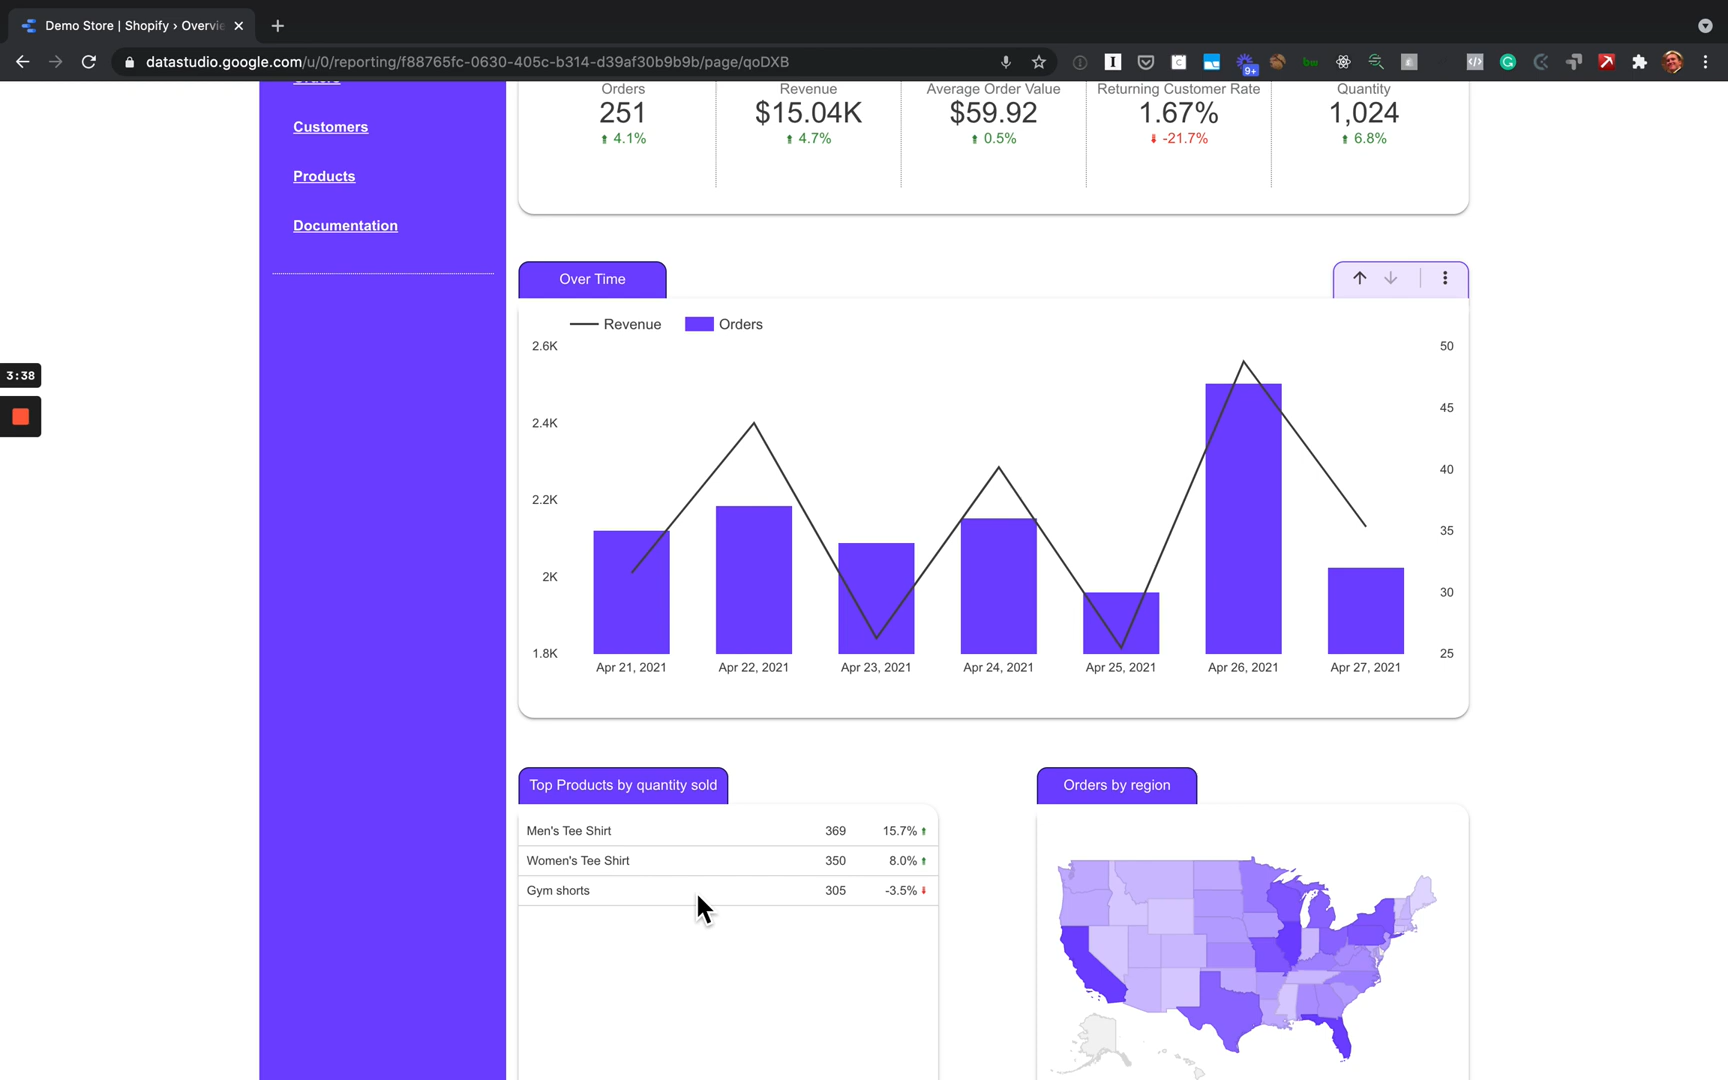 Demo Store | Shopify › Overvie
datastudio.google.com/u/0/reporting/f88765fc-0630-405c-b314-d39af30b9b9b/page/qoDXB
9+
Customers
Products
Documentation
Orders
251
4.1%
Revenue
$15.04K
4.7%
Average Order Value
$59.92
0.5%
Returning Customer Rate
1.67%
-21.7%
Quantity
1,024
6.8%
3:38
Over Time
Revenue
Orders
2.6K
2.4K
2.2K
2K
1.8K
50
45
40
35
30
25
Apr 21, 2021
Apr 22, 2021
Apr 23, 2021
Apr 24, 2021
Apr 25, 2021
Apr 26, 2021
Apr 27, 2021
Top Products by quantity sold
Men's Tee Shirt 369 15.7%
Women's Tee Shirt 350 8.0%
Gym shorts 305 -3.5%
Orders by region